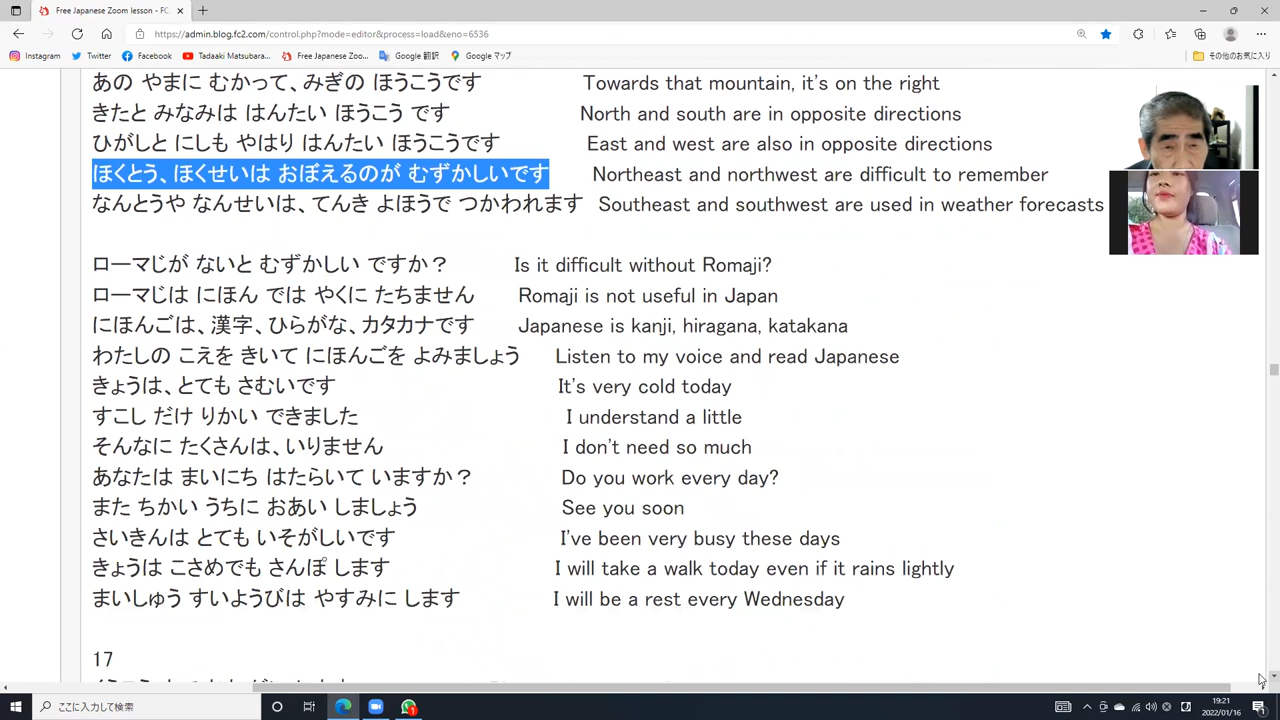 Free Japanese Zoom lesson - FC2
https://admin.blog.fc2.com/control.php?mode=editor&process=load&eno=6536
Instagram Twitter Facebook Tadaaki Matsubara... Free Japanese Zoo... Google 翻訳 Google マップ その他のお気に入り
あの やまに むかって、みぎの ほうこうです Towards that mountain, it's on the right
きたと みなみは はんたい ほうこう です North and south are in opposite directions
ひがしと にしも やはり はんたい ほうこうです East and west are also in opposite directions
ほくとう、ほくせいは おぼえるのが むずかしいです Northeast and northwest are difficult to remember
なんとうや なんせいは、てんき よほうで つかわれます Southeast and southwest are used in weather forecasts
ローマじが ないと むずかしい ですか？ Is it difficult without Romaji?
ローマじは にほん では やくに たちません Romaji is not useful in Japan
にほんごは、漢字、ひらがな、カタカナです Japanese is kanji, hiragana, katakana
わたしの こえを きいて にほんごを よみましょう Listen to my voice and read Japanese
きょうは、とても さむいです It's very cold today
すこし だけ りかい できました I understand a little
そんなに たくさんは、いりません I don't need so much
あなたは まいにち はたらいて いますか？ Do you work every day?
また ちかい うちに おあい しましょう See you soon
さいきんは とても いそがしいです I've been very busy these days
きょうは こさめでも さんぽ します I will take a walk today even if it rains lightly
まいしゅう すいようびは やすみに します I will be a rest every Wednesday
17
ここに入力して検索
19:21
2022/01/16